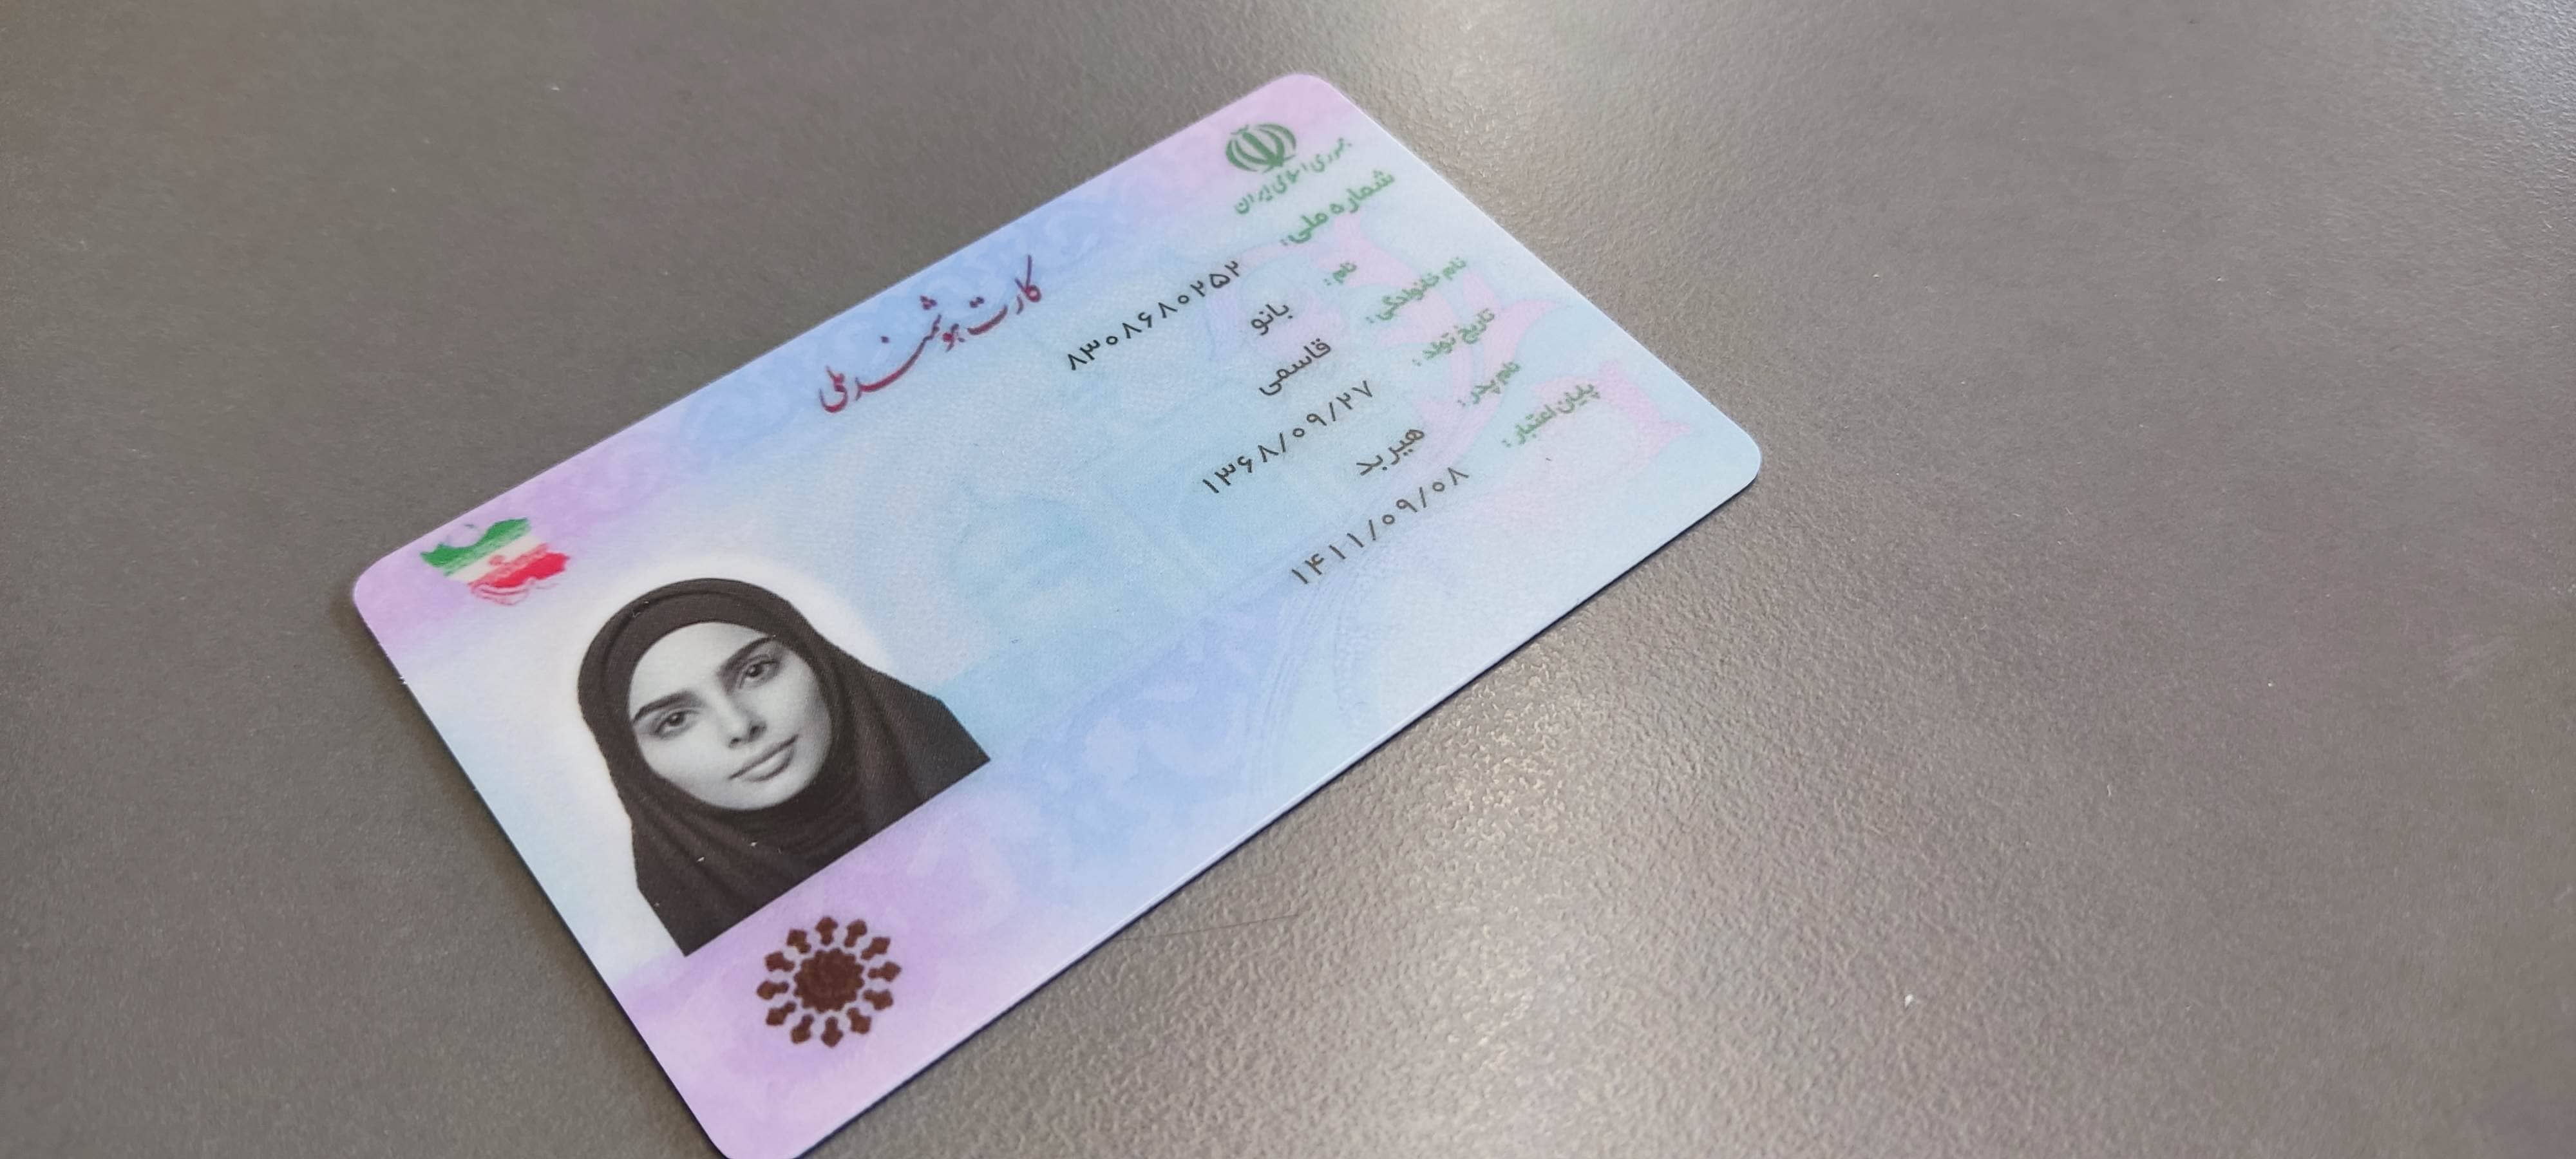 جمهوری اسلامی ایران
کارت هوشمند ملی
شماره ملی: ۸۳۰۸۶۸۰۲۵۲
نام: بانو
نام خانوادگی: قاسمی
تاریخ تولد: ۱۳۶۸/۰۹/۲۷
نام پدر: هیربد
پایان اعتبار: ۱۴۱۱/۰۹/۰۸